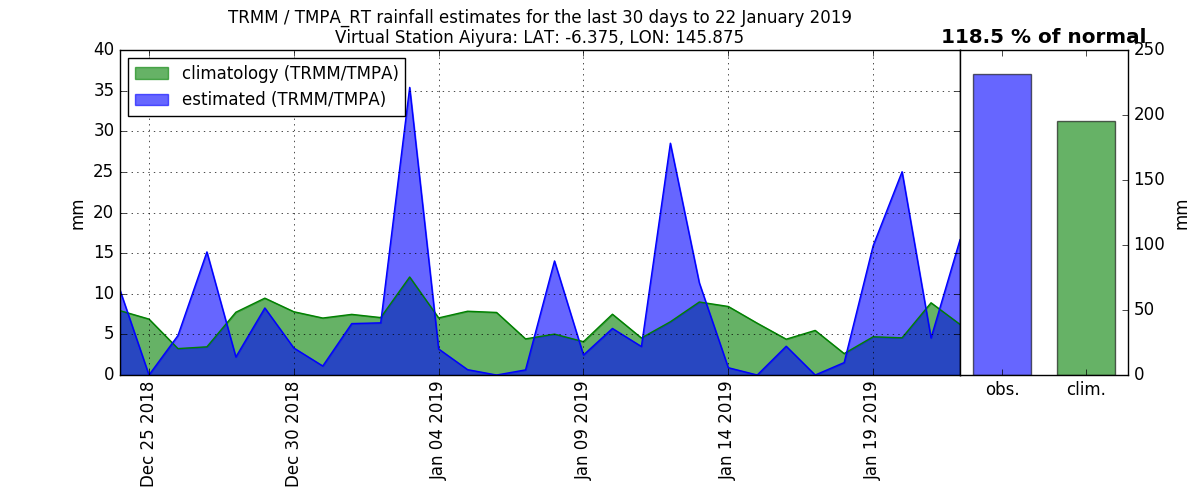 TRMM / TMPA_RT rainfall estimates for the last 30 days to 22 January 2019
Virtual Station Aiyura: LAT: -6.375, LON: 145.875
118.5 % of normal
climatology (TRMM/TMPA)
estimated (TRMM/TMPA)
40
35
30
25
20
15
10
5
0
mm
Dec 25 2018
Dec 30 2018
Jan 04 2019
Jan 09 2019
Jan 14 2019
Jan 19 2019
obs.
clim.
250
200
150
100
50
0
mm